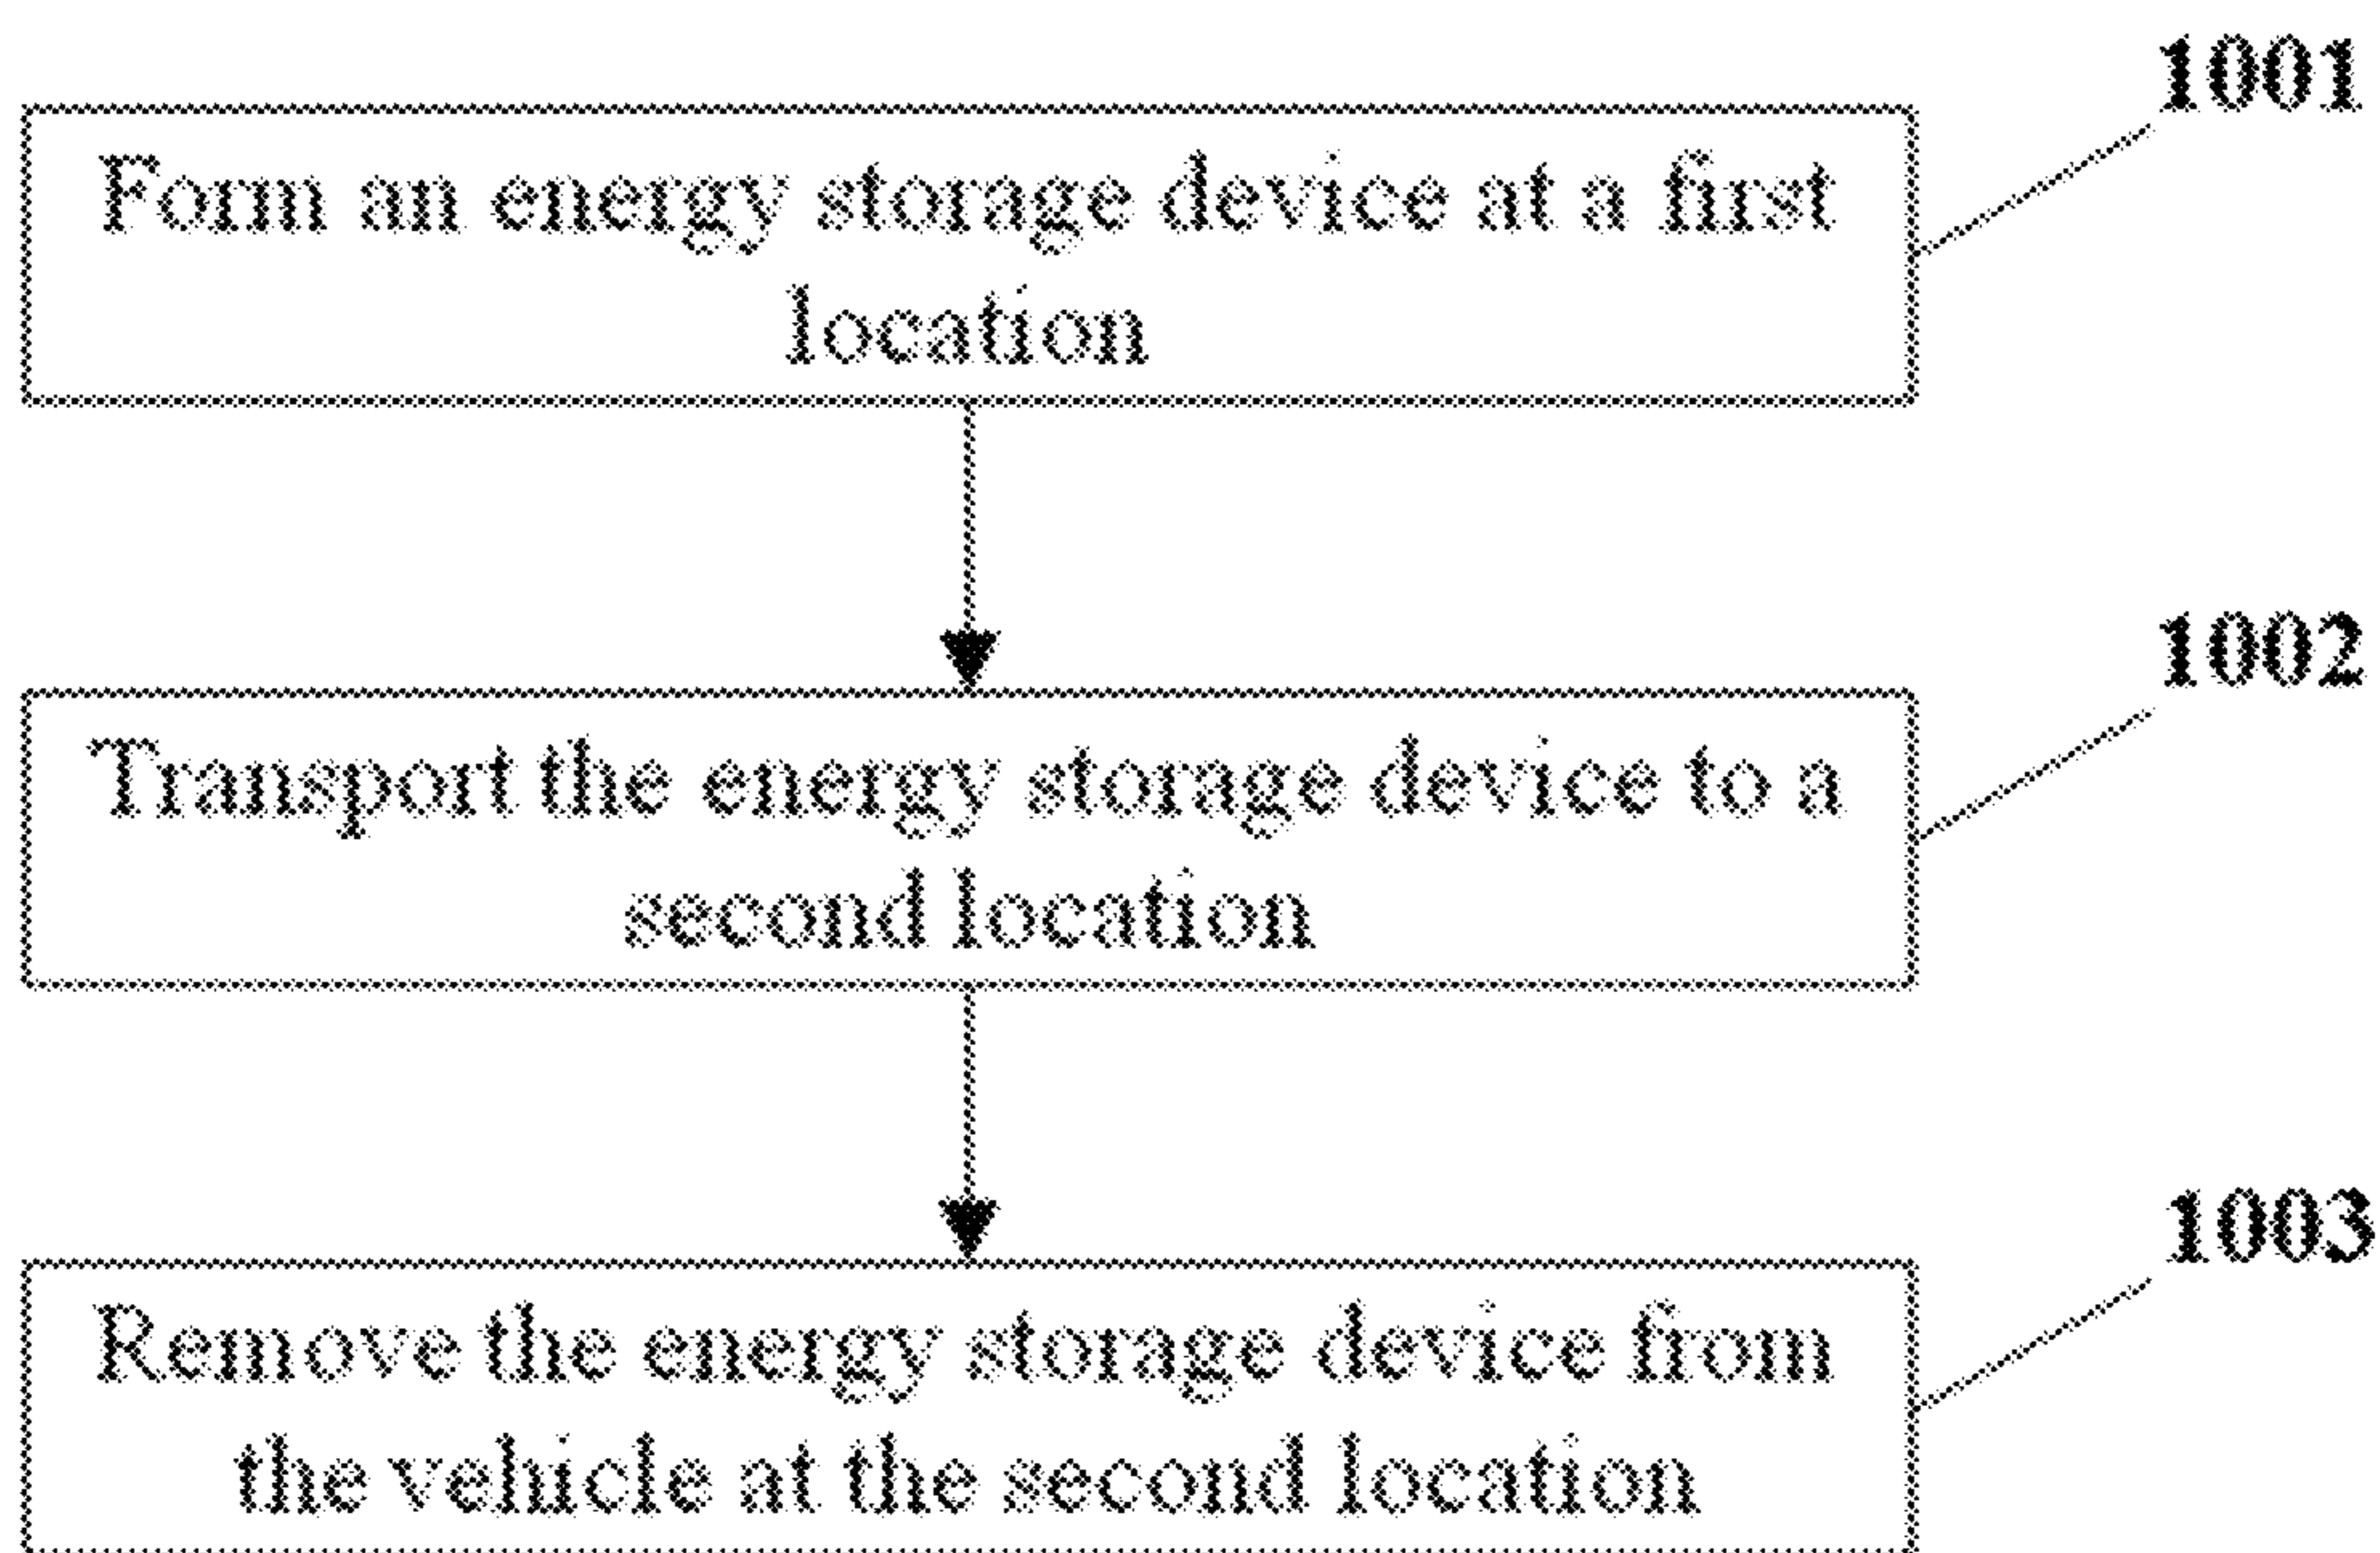 1001
Form an energy storage device at a first
location
1002
Transport the energy storage device to a
second location
1003
Remove the energy storage device from
the vehicle at the second location